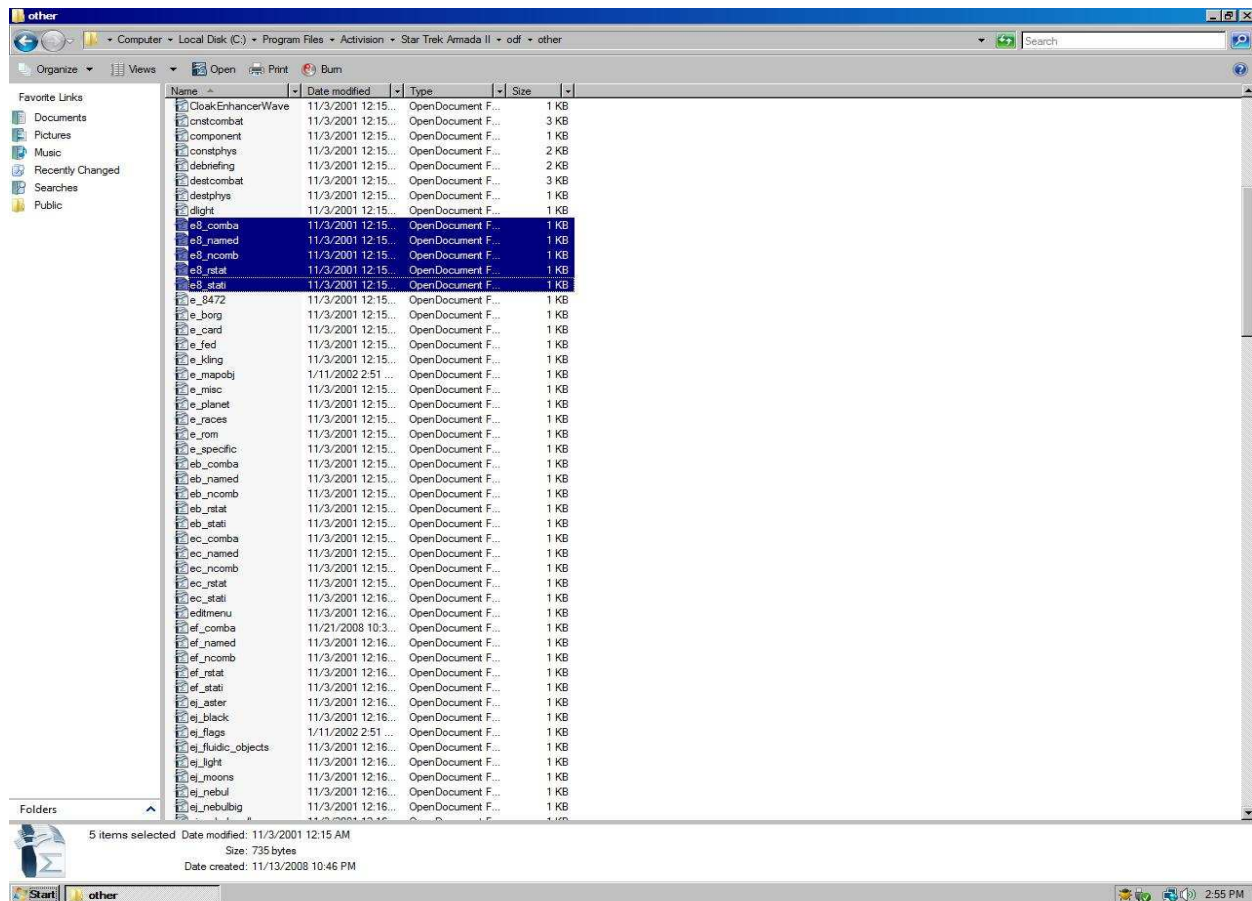 other
Computer ▾ Local Disk (C:) ▾ Program Files ▾ Activision ▾ Star Trek Armada II ▾ odf ▾ other
Search
Organize Views Open Print Burn
Favorite Links
Documents
Pictures
Music
Recently Changed
Searches
Public
Folders
Name Date modified Type Size
CloakEnhancerWave 11/3/2001 12:15... OpenDocument F... 1 KB
cnstcombat 11/3/2001 12:15... OpenDocument F... 3 KB
component 11/3/2001 12:15... OpenDocument F... 1 KB
constphys 11/3/2001 12:15... OpenDocument F... 2 KB
debriefing 11/3/2001 12:15... OpenDocument F... 2 KB
destcombat 11/3/2001 12:15... OpenDocument F... 3 KB
destphys 11/3/2001 12:15... OpenDocument F... 1 KB
dlight 11/3/2001 12:15... OpenDocument F... 1 KB
e8_comba 11/3/2001 12:15... OpenDocument F... 1 KB
e8_named 11/3/2001 12:15... OpenDocument F... 1 KB
e8_ncomb 11/3/2001 12:15... OpenDocument F... 1 KB
e8_rstat 11/3/2001 12:15... OpenDocument F... 1 KB
e8_stati 11/3/2001 12:15... OpenDocument F... 1 KB
e_8472 11/3/2001 12:15... OpenDocument F... 1 KB
e_borg 11/3/2001 12:15... OpenDocument F... 1 KB
e_card 11/3/2001 12:15... OpenDocument F... 1 KB
e_fed 11/3/2001 12:15... OpenDocument F... 1 KB
e_kling 11/3/2001 12:15... OpenDocument F... 1 KB
e_mapobj 1/11/2002 2:51 ... OpenDocument F... 1 KB
e_misc 11/3/2001 12:15... OpenDocument F... 1 KB
e_planet 11/3/2001 12:15... OpenDocument F... 1 KB
e_races 11/3/2001 12:15... OpenDocument F... 1 KB
e_rom 11/3/2001 12:15... OpenDocument F... 1 KB
e_specific 11/3/2001 12:15... OpenDocument F... 1 KB
eb_comba 11/3/2001 12:15... OpenDocument F... 1 KB
eb_named 11/3/2001 12:15... OpenDocument F... 1 KB
eb_ncomb 11/3/2001 12:15... OpenDocument F... 1 KB
eb_rstat 11/3/2001 12:15... OpenDocument F... 1 KB
eb_stati 11/3/2001 12:15... OpenDocument F... 1 KB
ec_comba 11/3/2001 12:15... OpenDocument F... 1 KB
ec_named 11/3/2001 12:15... OpenDocument F... 1 KB
ec_ncomb 11/3/2001 12:15... OpenDocument F... 1 KB
ec_rstat 11/3/2001 12:15... OpenDocument F... 1 KB
ec_stati 11/3/2001 12:16... OpenDocument F... 1 KB
editmenu 11/3/2001 12:16... OpenDocument F... 1 KB
ef_comba 11/21/2008 10:3... OpenDocument F... 1 KB
ef_named 11/3/2001 12:16... OpenDocument F... 1 KB
ef_ncomb 11/3/2001 12:16... OpenDocument F... 1 KB
ef_rstat 11/3/2001 12:16... OpenDocument F... 1 KB
ef_stati 11/3/2001 12:16... OpenDocument F... 1 KB
ej_aster 11/3/2001 12:16... OpenDocument F... 1 KB
ej_black 11/3/2001 12:16... OpenDocument F... 1 KB
ej_flags 1/11/2002 2:51 ... OpenDocument F... 1 KB
ej_fluidic_objects 11/3/2001 12:16... OpenDocument F... 1 KB
ej_light 11/3/2001 12:16... OpenDocument F... 1 KB
ej_moons 11/3/2001 12:16... OpenDocument F... 1 KB
ej_nebul 11/3/2001 12:16... OpenDocument F... 1 KB
ej_nebulbig 11/3/2001 12:16... OpenDocument F... 1 KB
5 items selected Date modified: 11/3/2001 12:15 AM
Size: 735 bytes
Date created: 11/13/2008 10:46 PM
Start other 2:55 PM